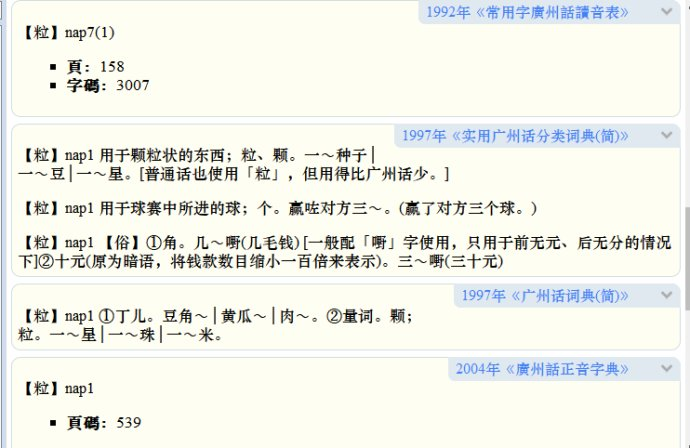 1992年《常用字廣州話讀音表》
【粒】nap7(1)
▪ 頁：158
▪ 字碼：3007
1997年《实用广州话分类词典(简)》
【粒】nap1 用于颗粒状的东西；粒、颗。一～种子│
一～豆│一～星。[普通话也使用「粒」，但用得比广州话少。]
【粒】nap1 用于球赛中所进的球；个。赢咗对方三～。(赢了对方三个球。)
【粒】nap1 【俗】①角。几～嘢(几毛钱) [一般配「嘢」字使用，只用于前无元、后无分的情况
下]②十元(原为暗语，将钱款数目缩小一百倍来表示)。三～嘢(三十元)
1997年《广州话词典(简)》
【粒】nap1 ①丁儿。豆角～│黄瓜～│肉～。②量词。颗；
粒。一～星│一～珠│一～米。
2004年《廣州話正音字典》
【粒】nap1
▪ 頁碼：539